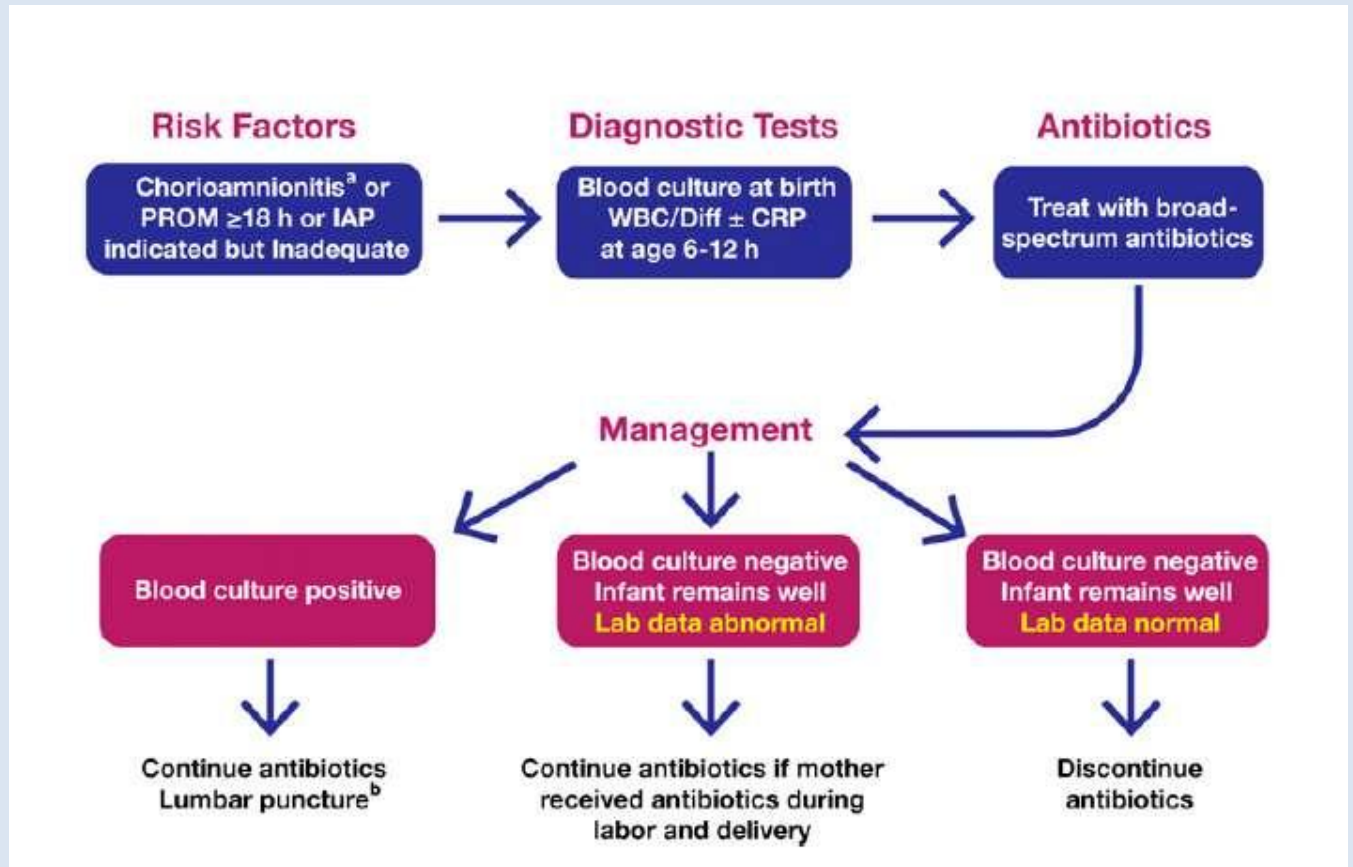 Risk Factors
Chorioamnionitisᵃ or
PROM ≥18 h or IAP
indicated but Inadequate
Diagnostic Tests
Blood culture at birth
WBC/Diff ± CRP
at age 6-12 h
Antibiotics
Treat with broad-
spectrum antibiotics
Management
Blood culture positive
Blood culture negative
Infant remains well
Lab data abnormal
Blood culture negative
Infant remains well
Lab data normal
Continue antibiotics
Lumbar punctureᵇ
Continue antibiotics if mother
received antibiotics during
labor and delivery
Discontinue
antibiotics